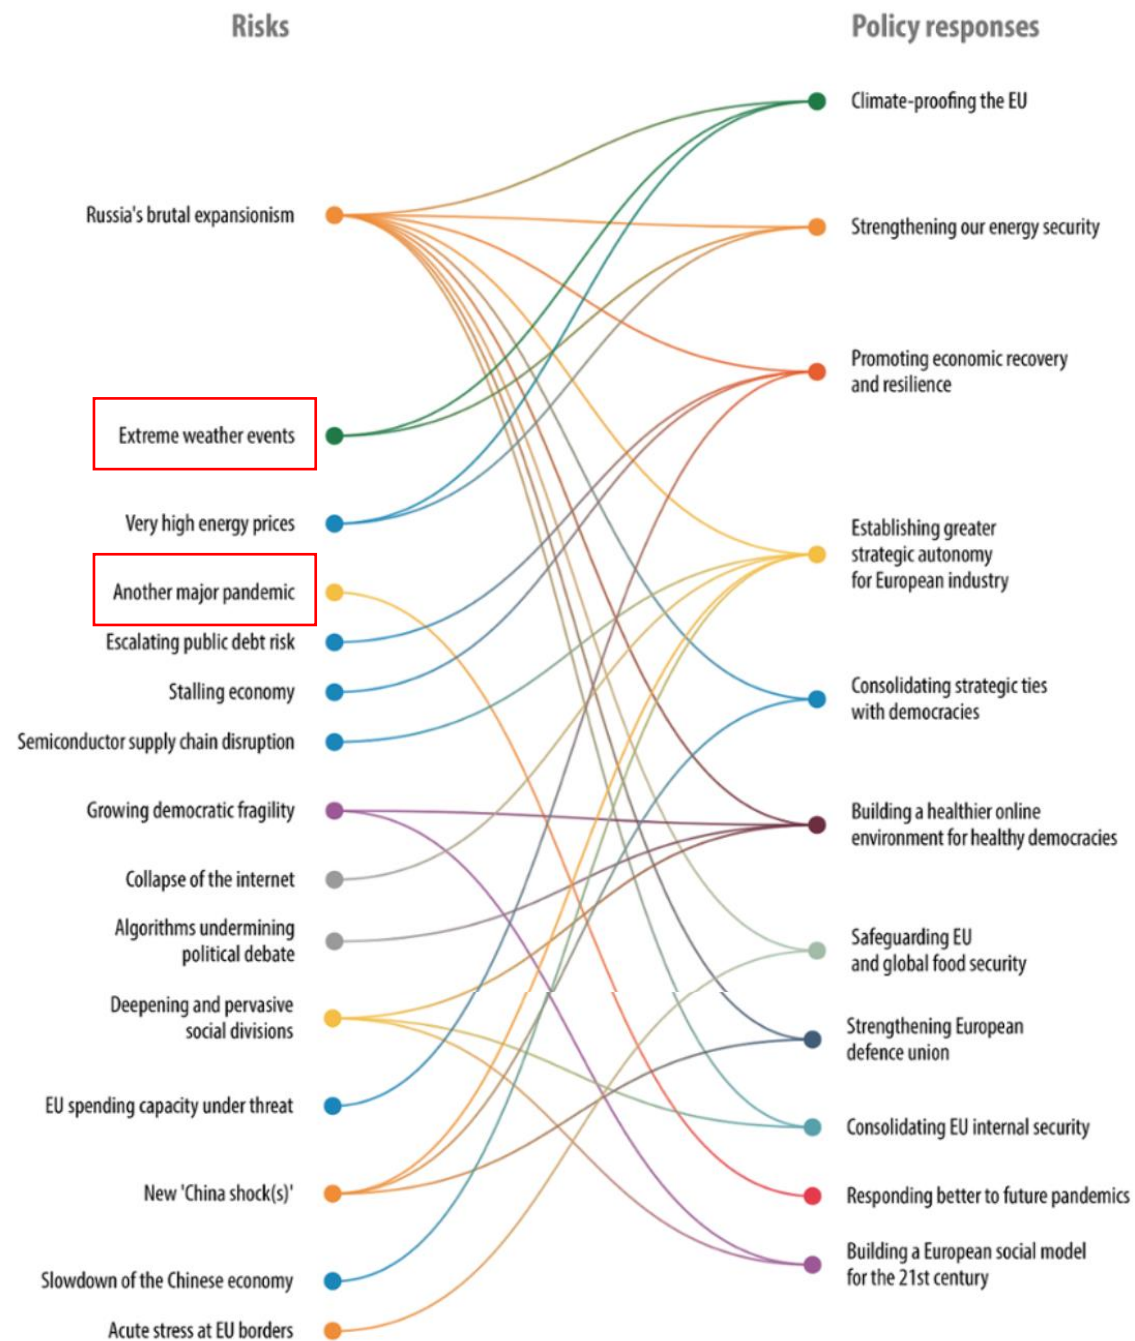 Risks
Policy responses
Climate-proofing the EU
Russia's brutal expansionism
Strengthening our energy security
Promoting economic recovery
and resilience
Extreme weather events
Very high energy prices
Establishing greater
strategic autonomy
for European industry
Another major pandemic
Escalating public debt risk
Stalling economy
Consolidating strategic ties
with democracies
Semiconductor supply chain disruption
Growing democratic fragility
Building a healthier online
environment for healthy democracies
Collapse of the internet
Algorithms undermining
political debate
Safeguarding EU
and global food security
Deepening and pervasive
social divisions
Strengthening European
defence union
EU spending capacity under threat
Consolidating EU internal security
New 'China shock(s)'
Responding better to future pandemics
Building a European social model
for the 21st century
Slowdown of the Chinese economy
Acute stress at EU borders